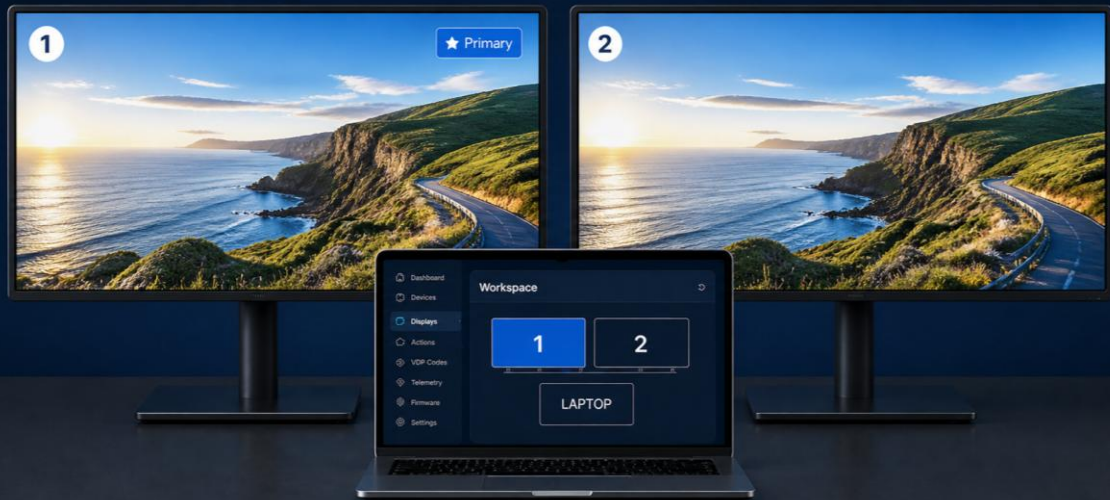 1
Primary
2
Dashboard
Devices
Displays
Actions
VDP Codes
Telemetry
Firmware
Settings
Workspace
1
2
LAPTOP